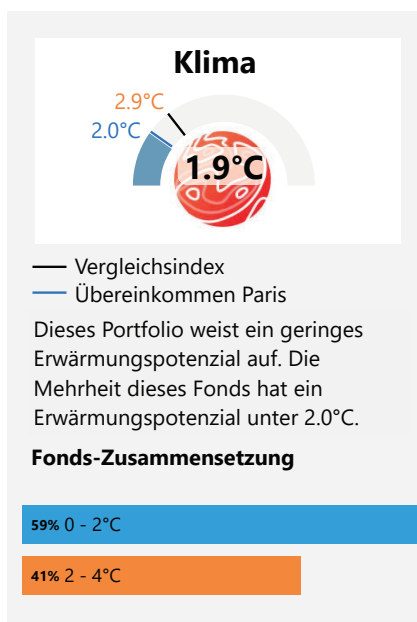 Klima
2.9°C
2.0°C
1.9°C
Vergleichsindex
Übereinkommen Paris
Dieses Portfolio weist ein geringes
Erwärmungspotenzial auf. Die
Mehrheit dieses Fonds hat ein
Erwärmungspotenzial unter 2.0°C.
Fonds-Zusammensetzung
59% 0 - 2°C
41% 2 - 4°C